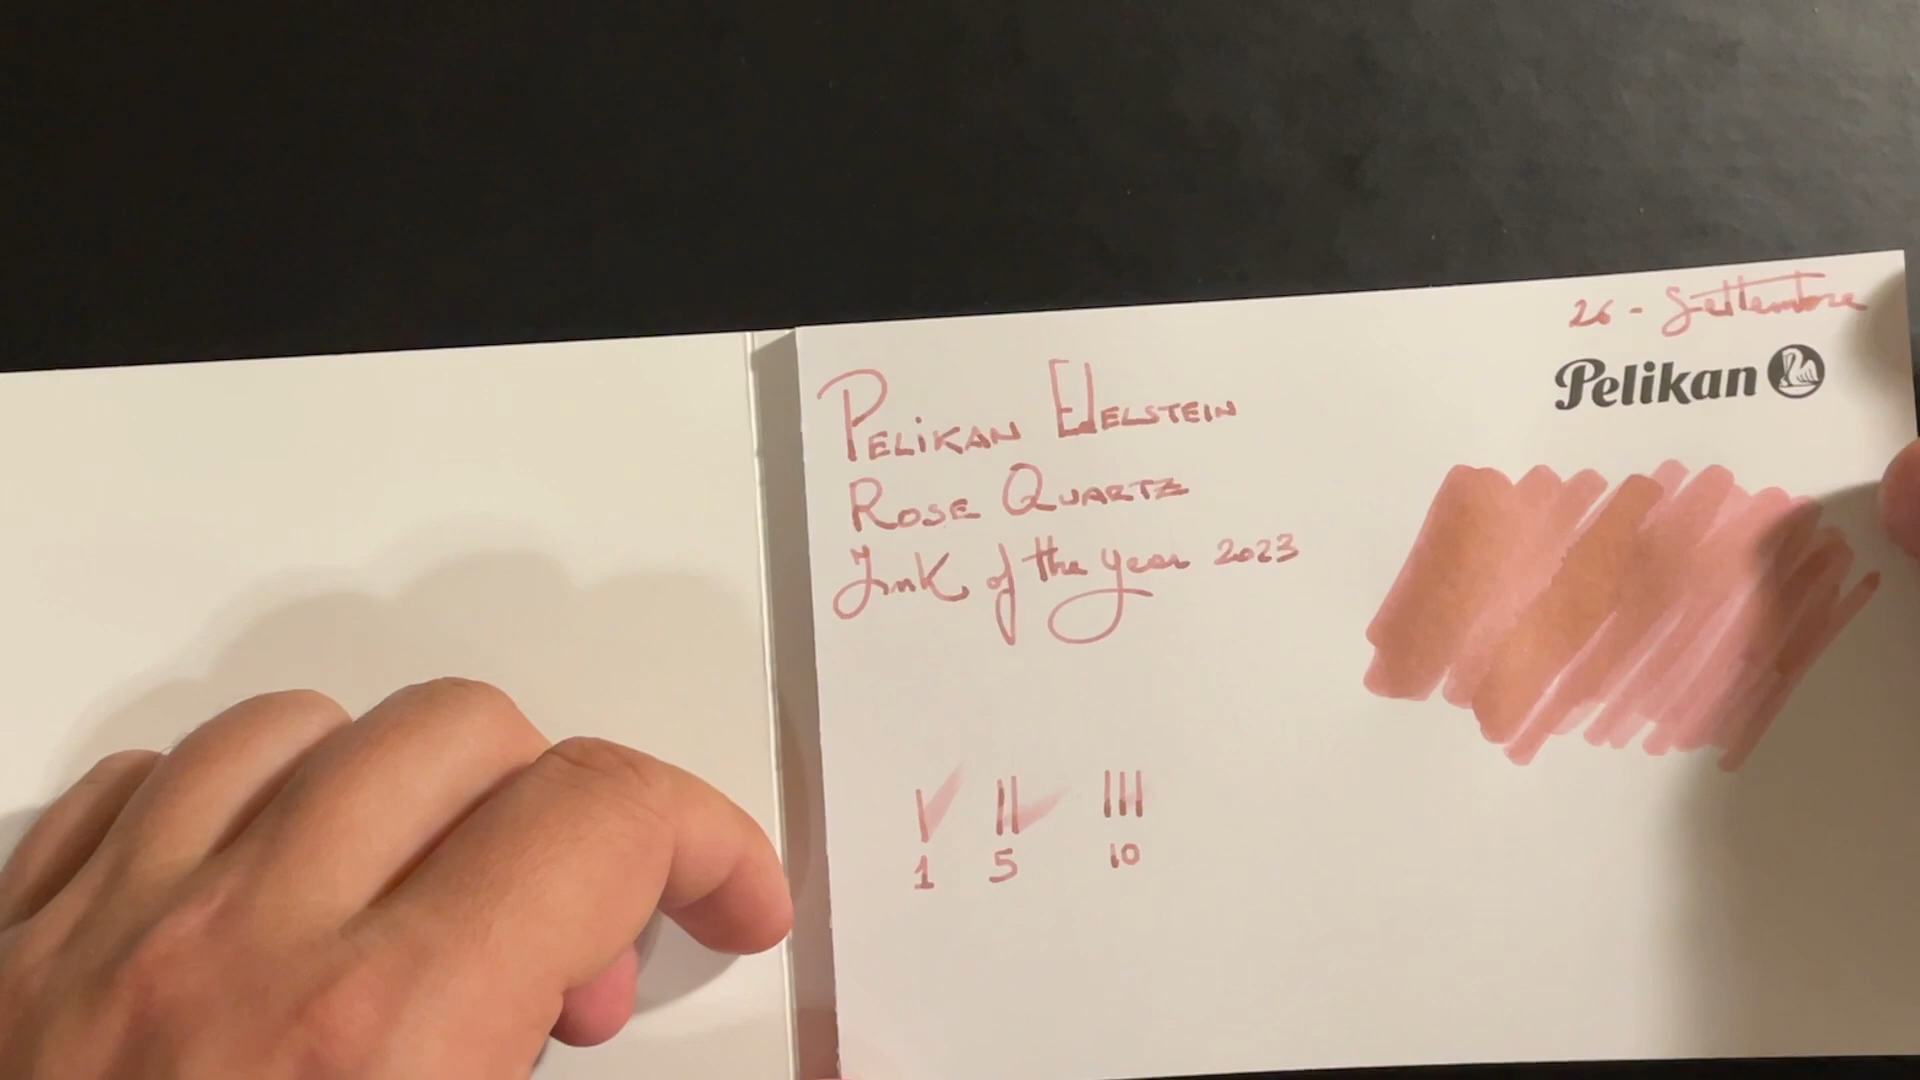 26 - Settembre
Pelikan
PELIKAN EDELSTEIN
ROSE QUARTZ
Ink of the year 2023
1 5 10